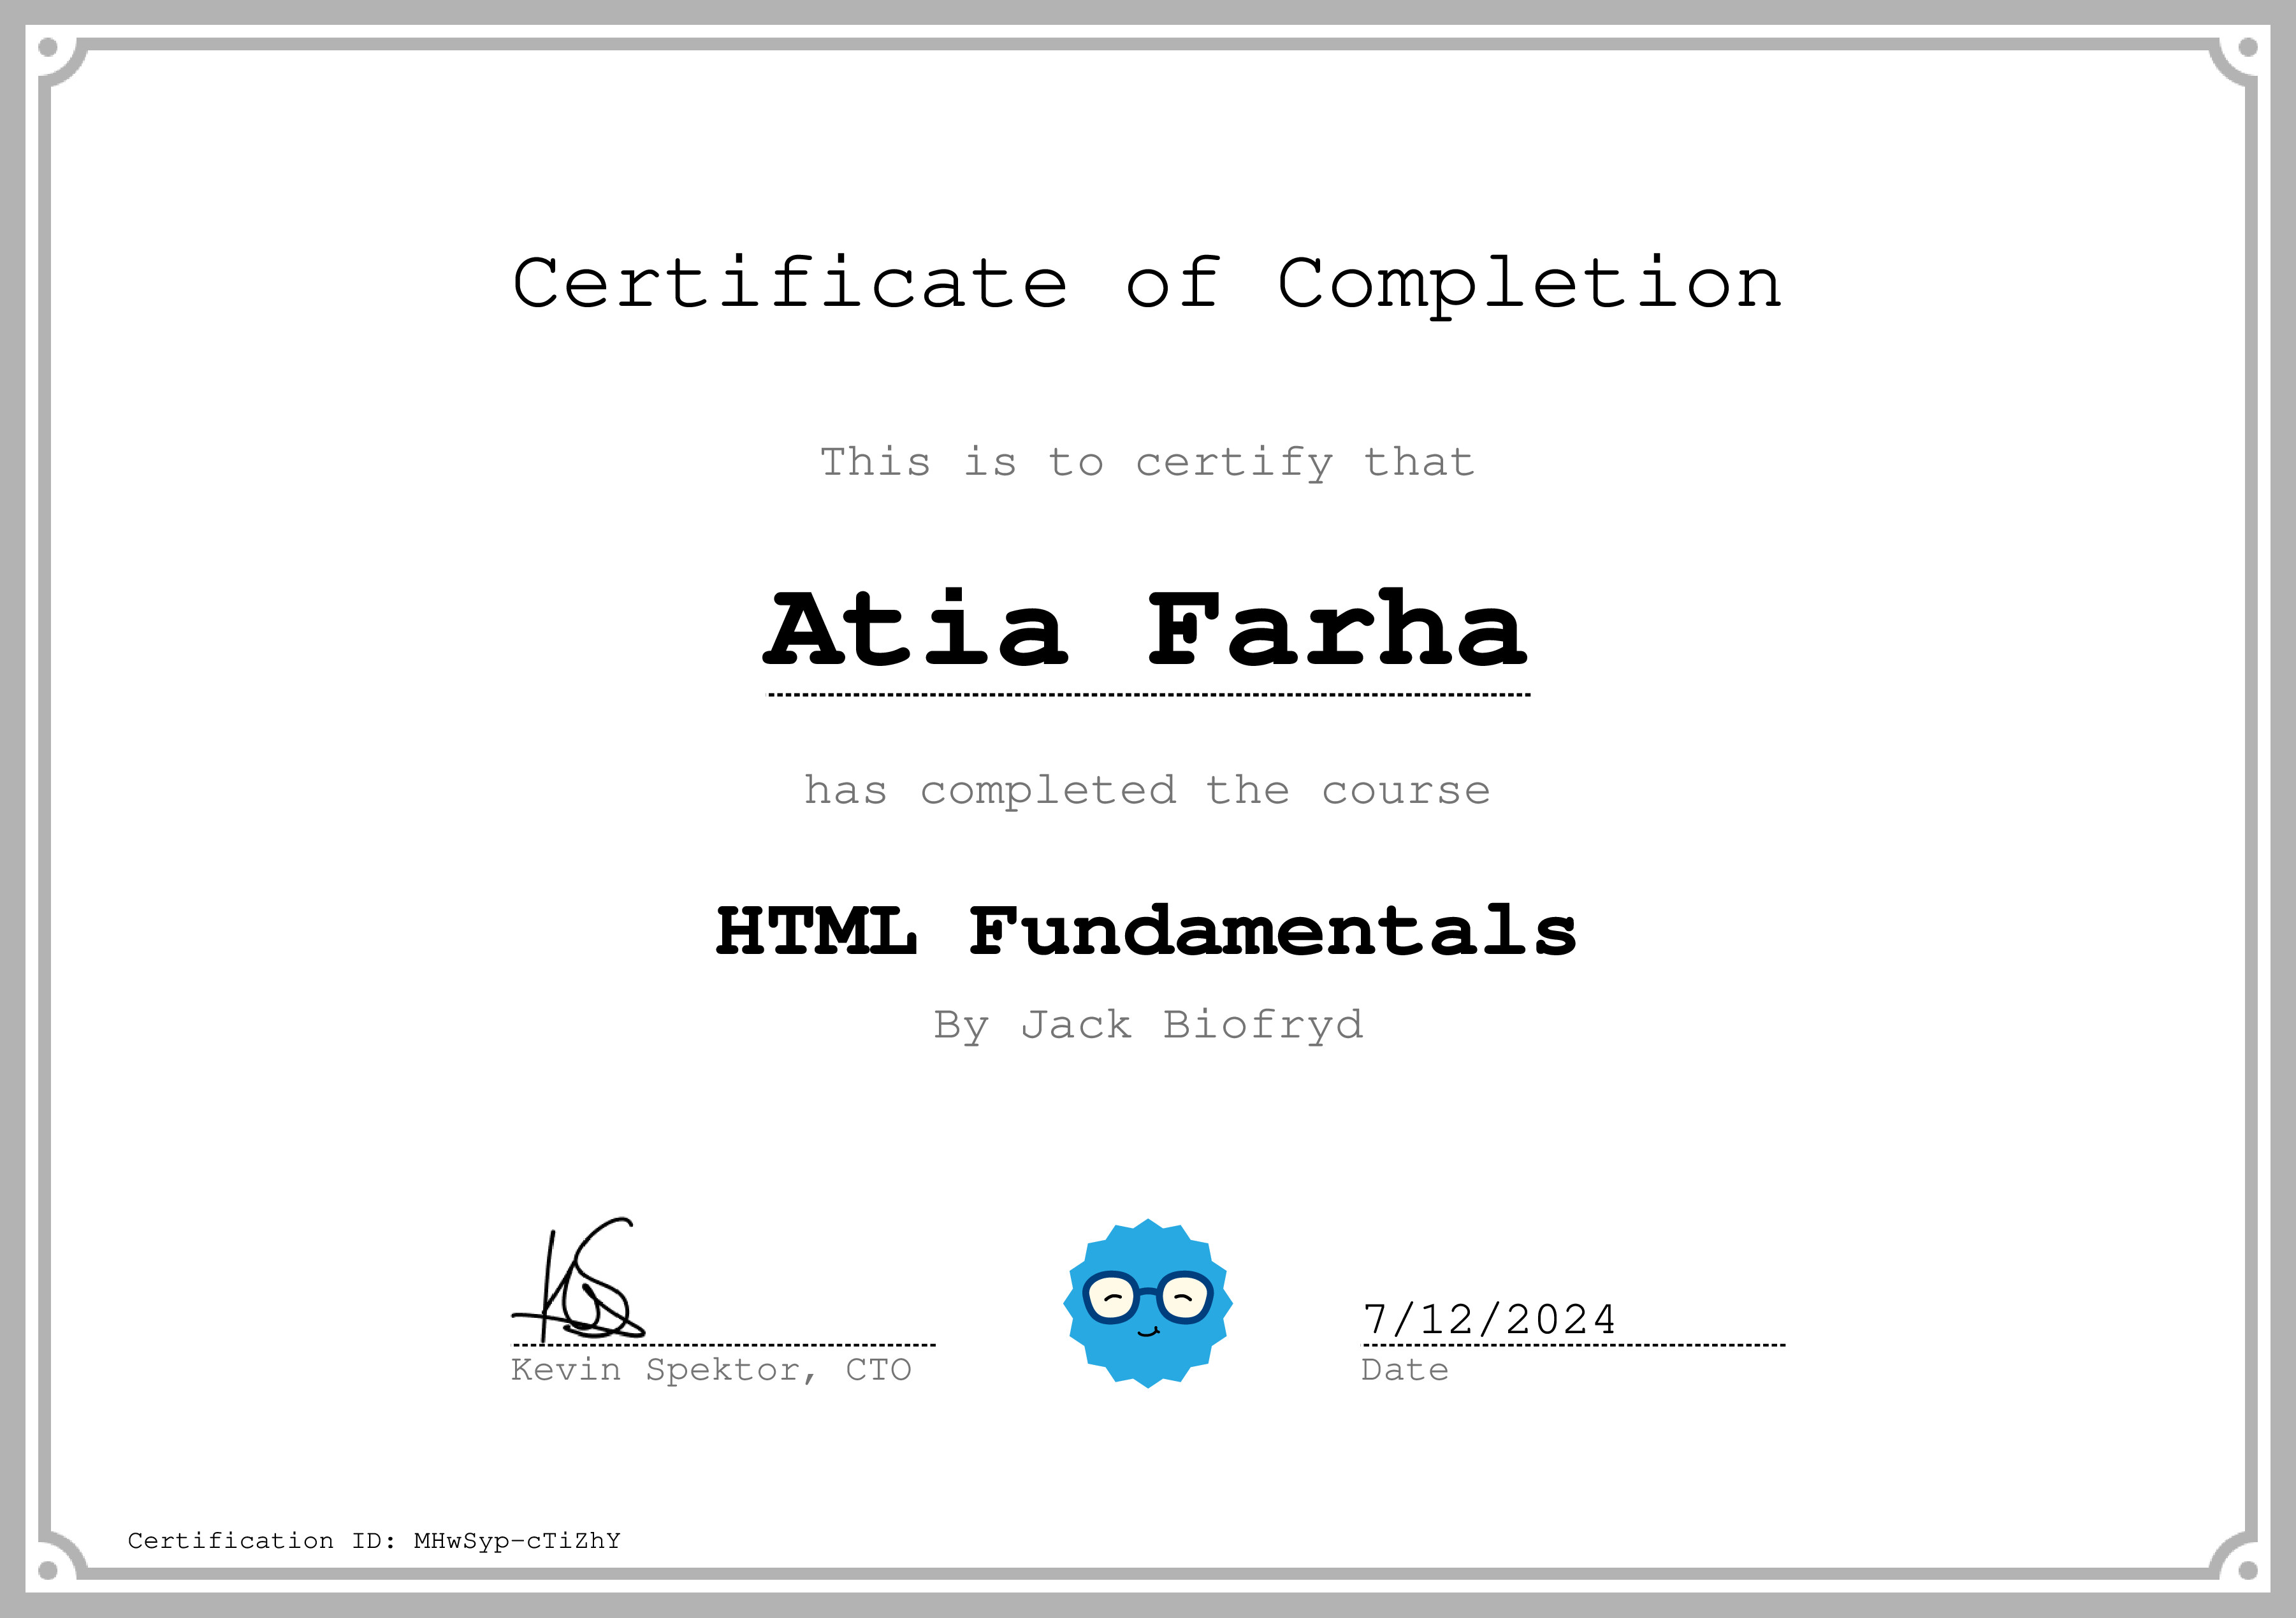 Certificate of Completion
This is to certify that
Atia Farha
has completed the course
HTML Fundamentals
By Jack Biofryd
7/12/2024
Kevin Spektor, CTO
Date
Certification ID: MHwSyp-cTiZhY